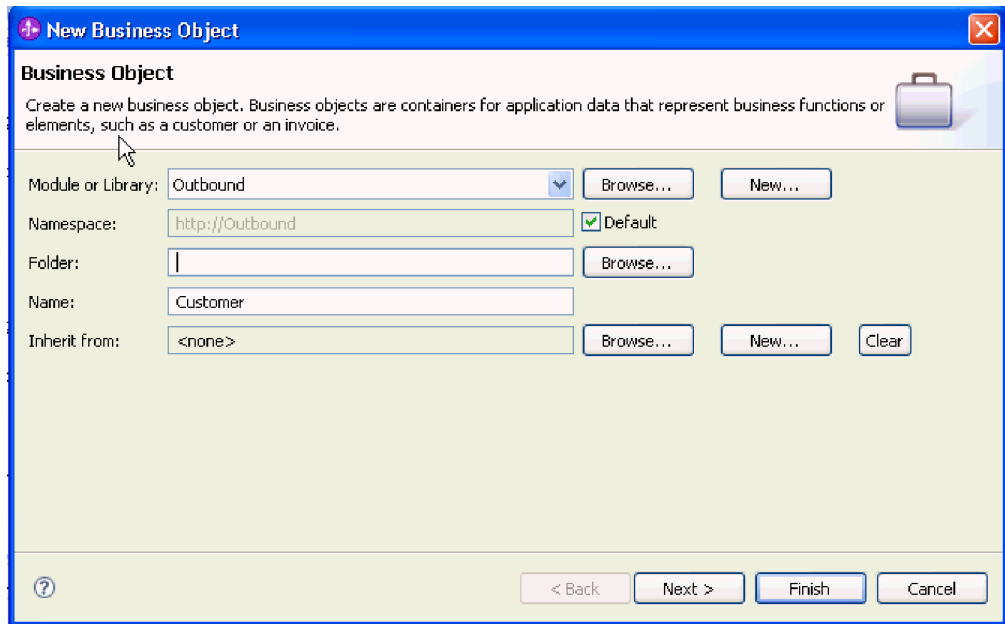 New Business Object
Business Object
Create a new business object. Business objects are containers for application data that represent business functions or
elements, such as a customer or an invoice.
Module or Library: Outbound Browse... New...
Namespace: http://Outbound Default
Folder: Browse...
Name: Customer
Inherit from: <none> Browse... New... Clear
? < Back Next > Finish Cancel